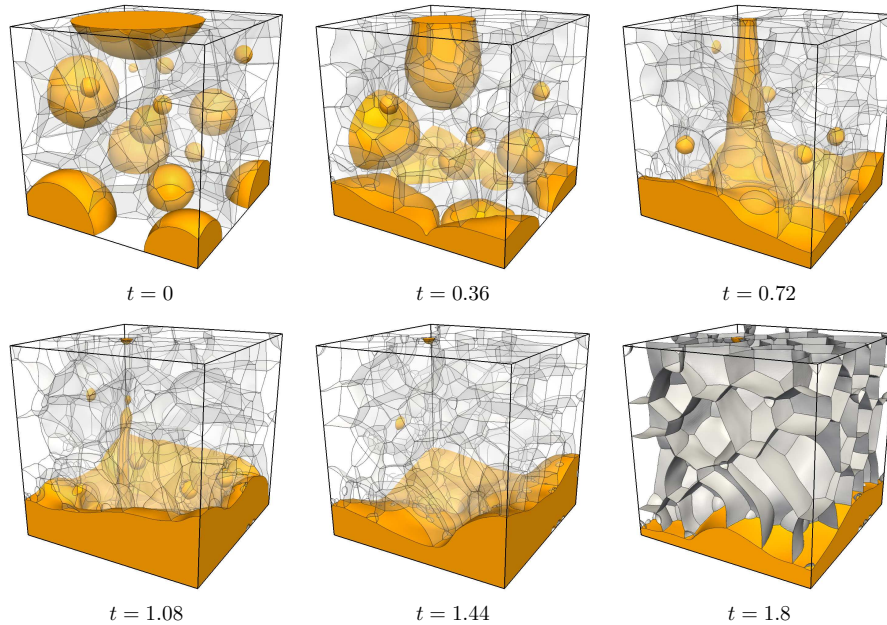 t = 0
t = 0.36
t = 0.72
t = 1.08
t = 1.44
t = 1.8